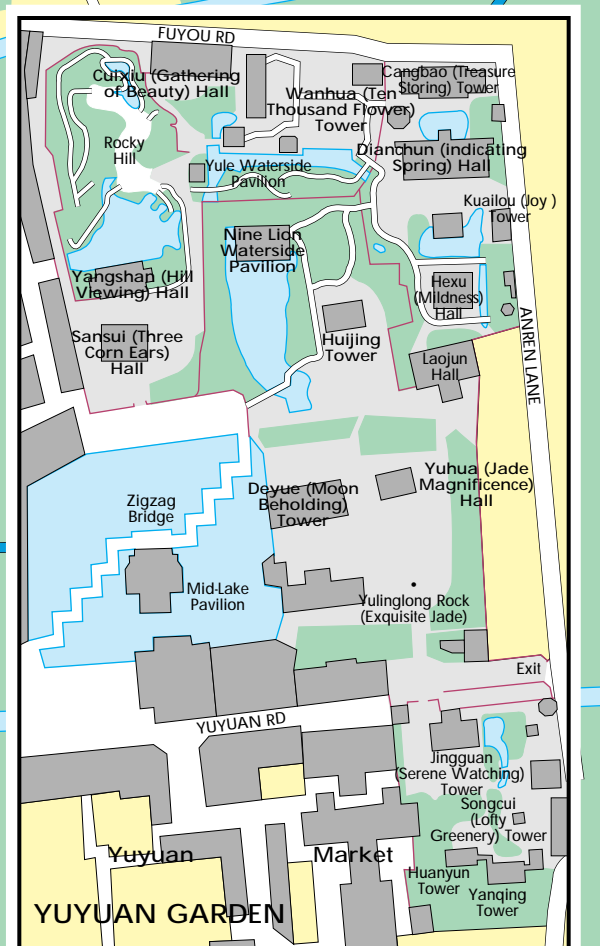 FUYOU RD
Culxiu (Gathering
of Beauty) Hall
Cangbao (Treasure
Storing) Tower
Wanhua (Ten
Thousand Flower)
Tower
Rocky
Hill
Dianchun (indicating
Spring) Hall
Yule Waterside
Pavilion
Kuailou (Joy )
Tower
Nine Lion
Waterside
Pavilion
Yangshan (Hill
Viewing) Hall
Hexu
(Mildness)
Hall
ANREN LANE
Sansui (Three
Corn Ears)
Hall
Huijing
Tower
Laojun
Hall
Yuhua (Jade
Magnificence)
Hall
Deyue (Moon
Beholding)
Tower
Zigzag
Bridge
Mid-Lake
Pavilion
Yulinglong Rock
(Exquisite Jade)
Exit
YUYUAN RD
Jingguan
(Serene Watching)
Tower
Songcui
(Lofty
Greenery) Tower
Yuyuan Market
Huanyun
Tower
Yanqing
Tower
YUYUAN GARDEN